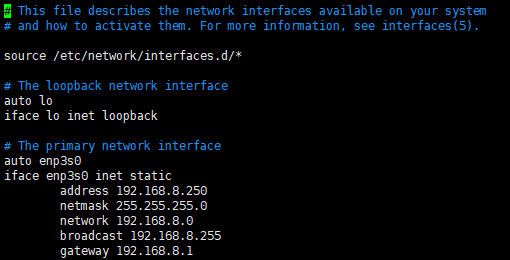 # This file describes the network interfaces available on your system
# and how to activate them. For more information, see interfaces(5).
source /etc/network/interfaces.d/*
# The loopback network interface
auto lo
iface lo inet loopback
# The primary network interface
auto enp3s0
iface enp3s0 inet static
address 192.168.8.250
netmask 255.255.255.0
network 192.168.8.0
broadcast 192.168.8.255
gateway 192.168.8.1